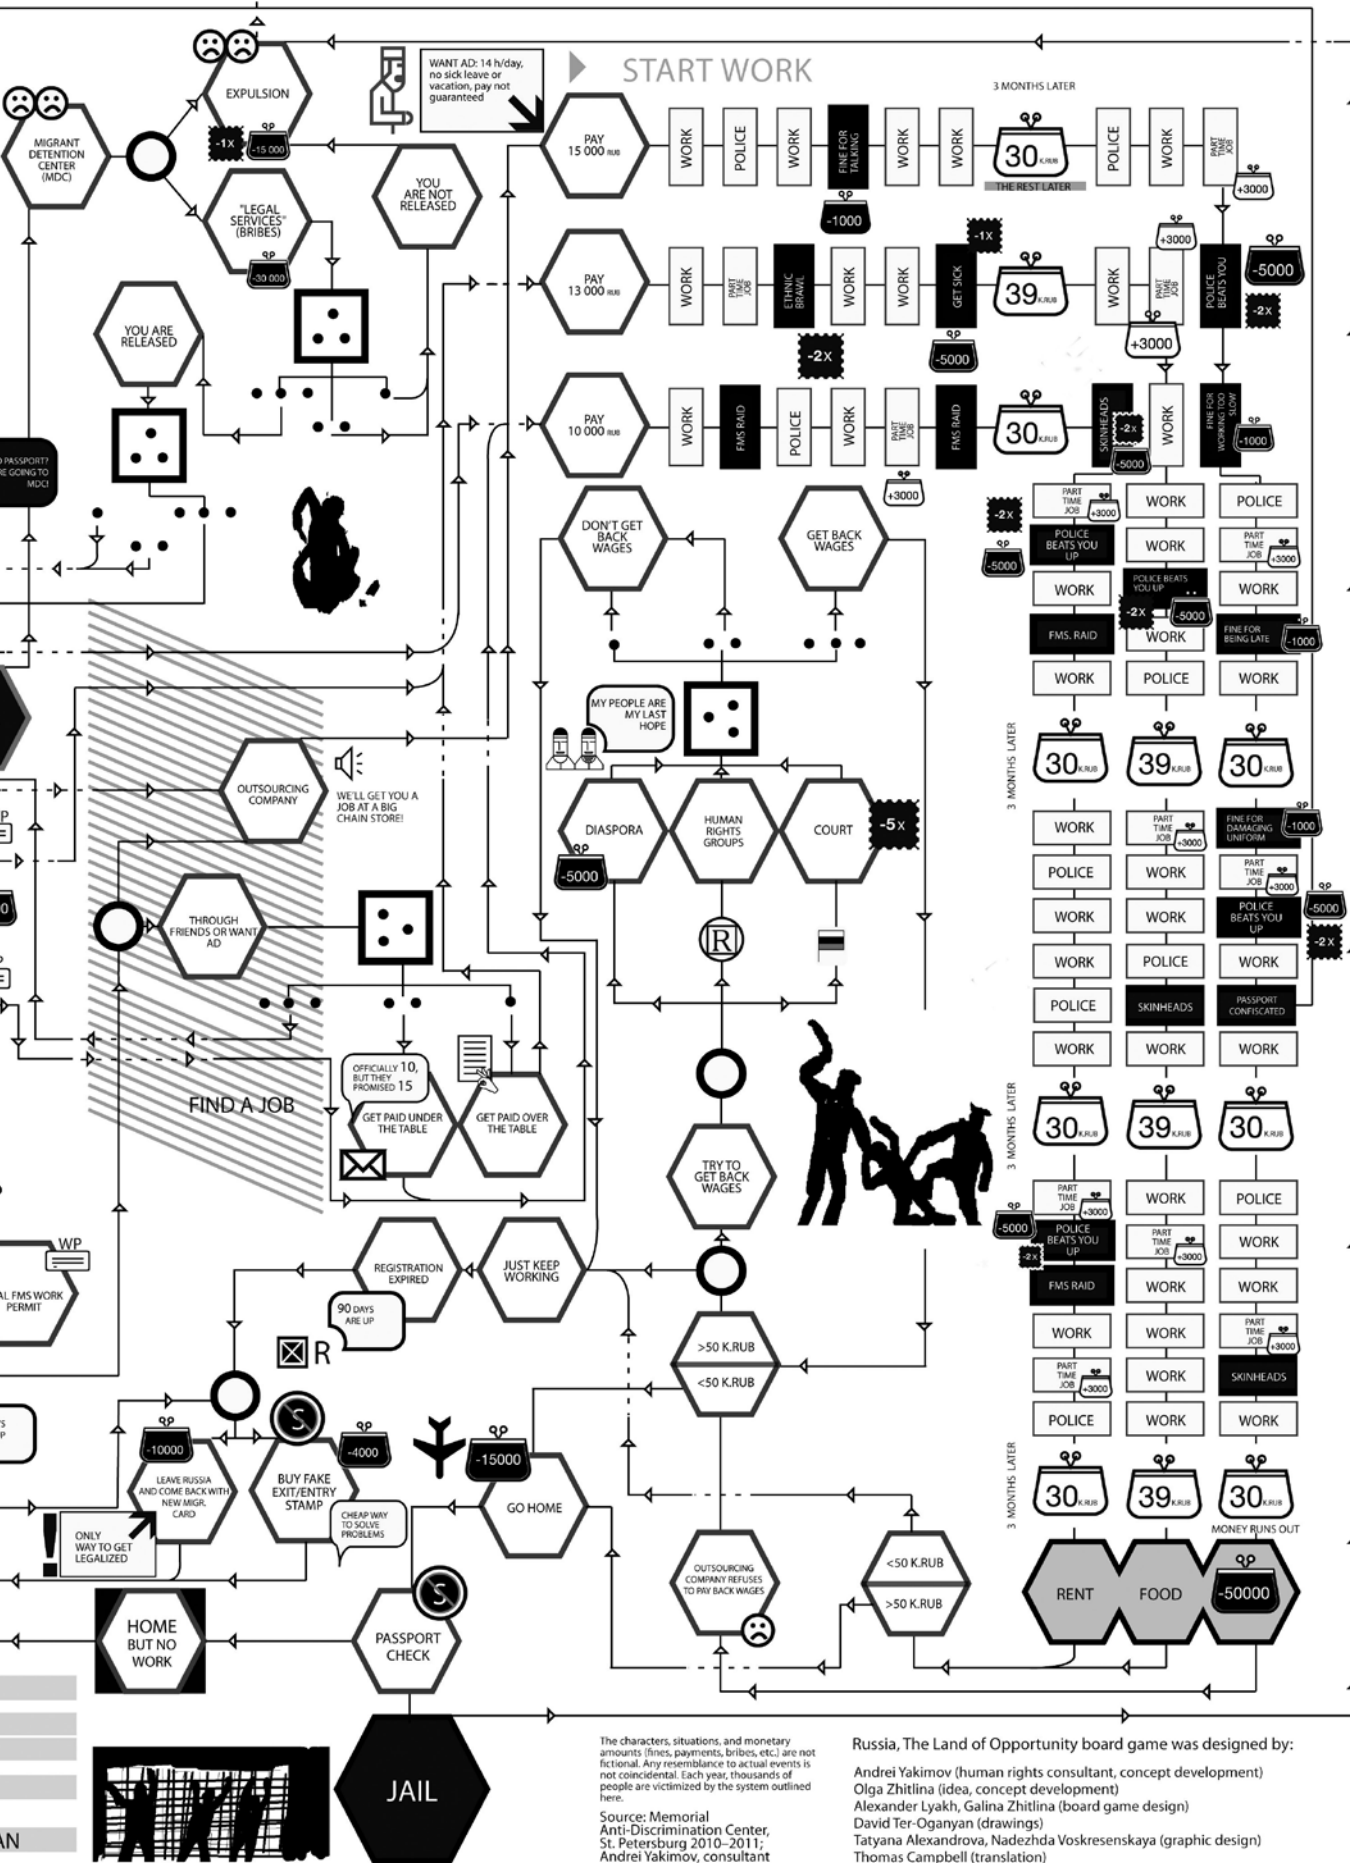 EXPULSION
-1X
-15 000
MIGRANT
DETENTION
CENTER
(MDC)
"LEGAL
SERVICES"
(BRIBES)
-30 000
YOU
ARE NOT
RELEASED
YOU ARE
RELEASED
PASSPORT?
GOING TO
MDC!
WANT AD: 14 h/day,
no sick leave or
vacation, pay not
guaranteed
START WORK
3 MONTHS LATER
PAY
15 000 RUB
WORK
POLICE
WORK
FINE FOR
TALKING
-1000
WORK
WORK
30 K.RUB
THE REST LATER
POLICE
WORK
PART
TIME
JOB
+3000
PAY
13 000 RUB
WORK
PART
TIME
JOB
ETHNIC
BRAWL
-2X
WORK
WORK
GET SICK
-1X
-5000
39 K.RUB
WORK
PART
TIME
JOB
+3000
+3000
POLICE
BEATS YOU
-5000
-2X
PAY
10 000 RUB
WORK
FMS RAID
POLICE
WORK
PART
TIME
JOB
+3000
FMS RAID
30 K.RUB
SKINHEADS
-2X
-5000
WORK
FINE FOR
WORKING TOO
SLOW
-1000
PART
TIME
JOB
+3000
WORK
POLICE
-2X
-5000
POLICE
BEATS YOU
UP
WORK
PART
TIME
JOB
+3000
WORK
POLICE BEATS
YOU UP
-2X
-5000
WORK
FMS. RAID
WORK
FINE FOR
BEING LATE
-1000
WORK
POLICE
WORK
3 MONTHS LATER
30 K.RUB
39 K.RUB
30 K.RUB
WORK
PART
TIME
JOB
+3000
FINE FOR
DAMAGING
UNIFORM
-1000
POLICE
WORK
PART
TIME
JOB
+3000
WORK
WORK
POLICE
BEATS YOU
UP
-5000
-2X
WORK
POLICE
WORK
POLICE
SKINHEADS
PASSPORT
CONFISCATED
WORK
WORK
WORK
3 MONTHS LATER
30 K.RUB
39 K.RUB
30 K.RUB
PART
TIME
JOB
+3000
WORK
POLICE
-5000
-2X
POLICE
BEATS YOU
UP
PART
TIME
JOB
+3000
WORK
FMS RAID
WORK
WORK
WORK
WORK
PART
TIME
JOB
+3000
PART
TIME
JOB
+3000
WORK
SKINHEADS
POLICE
WORK
WORK
3 MONTHS LATER
30 K.RUB
39 K.RUB
30 K.RUB
MONEY RUNS OUT
RENT
FOOD
-50000
DON'T GET
BACK
WAGES
GET BACK
WAGES
MY PEOPLE ARE
MY LAST
HOPE
DIASPORA
-5000
HUMAN
RIGHTS
GROUPS
COURT
-5X
R
TRY TO
GET BACK
WAGES
OUTSOURCING
COMPANY
WE'LL GET YOU A
JOB AT A BIG
CHAIN STORE!
THROUGH
FRIENDS OR WANT
AD
FIND A JOB
OFFICIALLY 10,
BUT THEY
PROMISED 15
GET PAID UNDER
THE TABLE
GET PAID OVER
THE TABLE
WP
FMS WORK
PERMIT
REGISTRATION
EXPIRED
90 DAYS
ARE UP
R
JUST KEEP
WORKING
>50 K.RUB
<50 K.RUB
-10000
LEAVE RUSSIA
AND COME BACK WITH
NEW MIGR.
CARD
ONLY
WAY TO GET
LEGALIZED
S
BUY FAKE
EXIT/ENTRY
STAMP
-4000
CHEAP WAY
TO SOLVE
PROBLEMS
-15000
GO HOME
OUTSOURCING
COMPANY REFUSES
TO PAY BACK WAGES
<50 K.RUB
>50 K.RUB
HOME
BUT NO
WORK
S
PASSPORT
CHECK
JAIL
The characters, situations, and monetary
amounts (fines, payments, bribes, etc.) are not
fictional. Any resemblance to actual events is
not coincidental. Each year, thousands of
people are victimized by the system outlined
here.
Source: Memorial
Anti-Discrimination Center,
St. Petersburg 2010–2011;
Andrei Yakimov, consultant
Russia, The Land of Opportunity board game was designed by:
Andrei Yakimov (human rights consultant, concept development)
Olga Zhitlina (idea, concept development)
Alexander Lyakh, Galina Zhitlina (board game design)
David Ter-Oganyan (drawings)
Tatyana Alexandrova, Nadezhda Voskresenskaya (graphic design)
Thomas Campbell (translation)